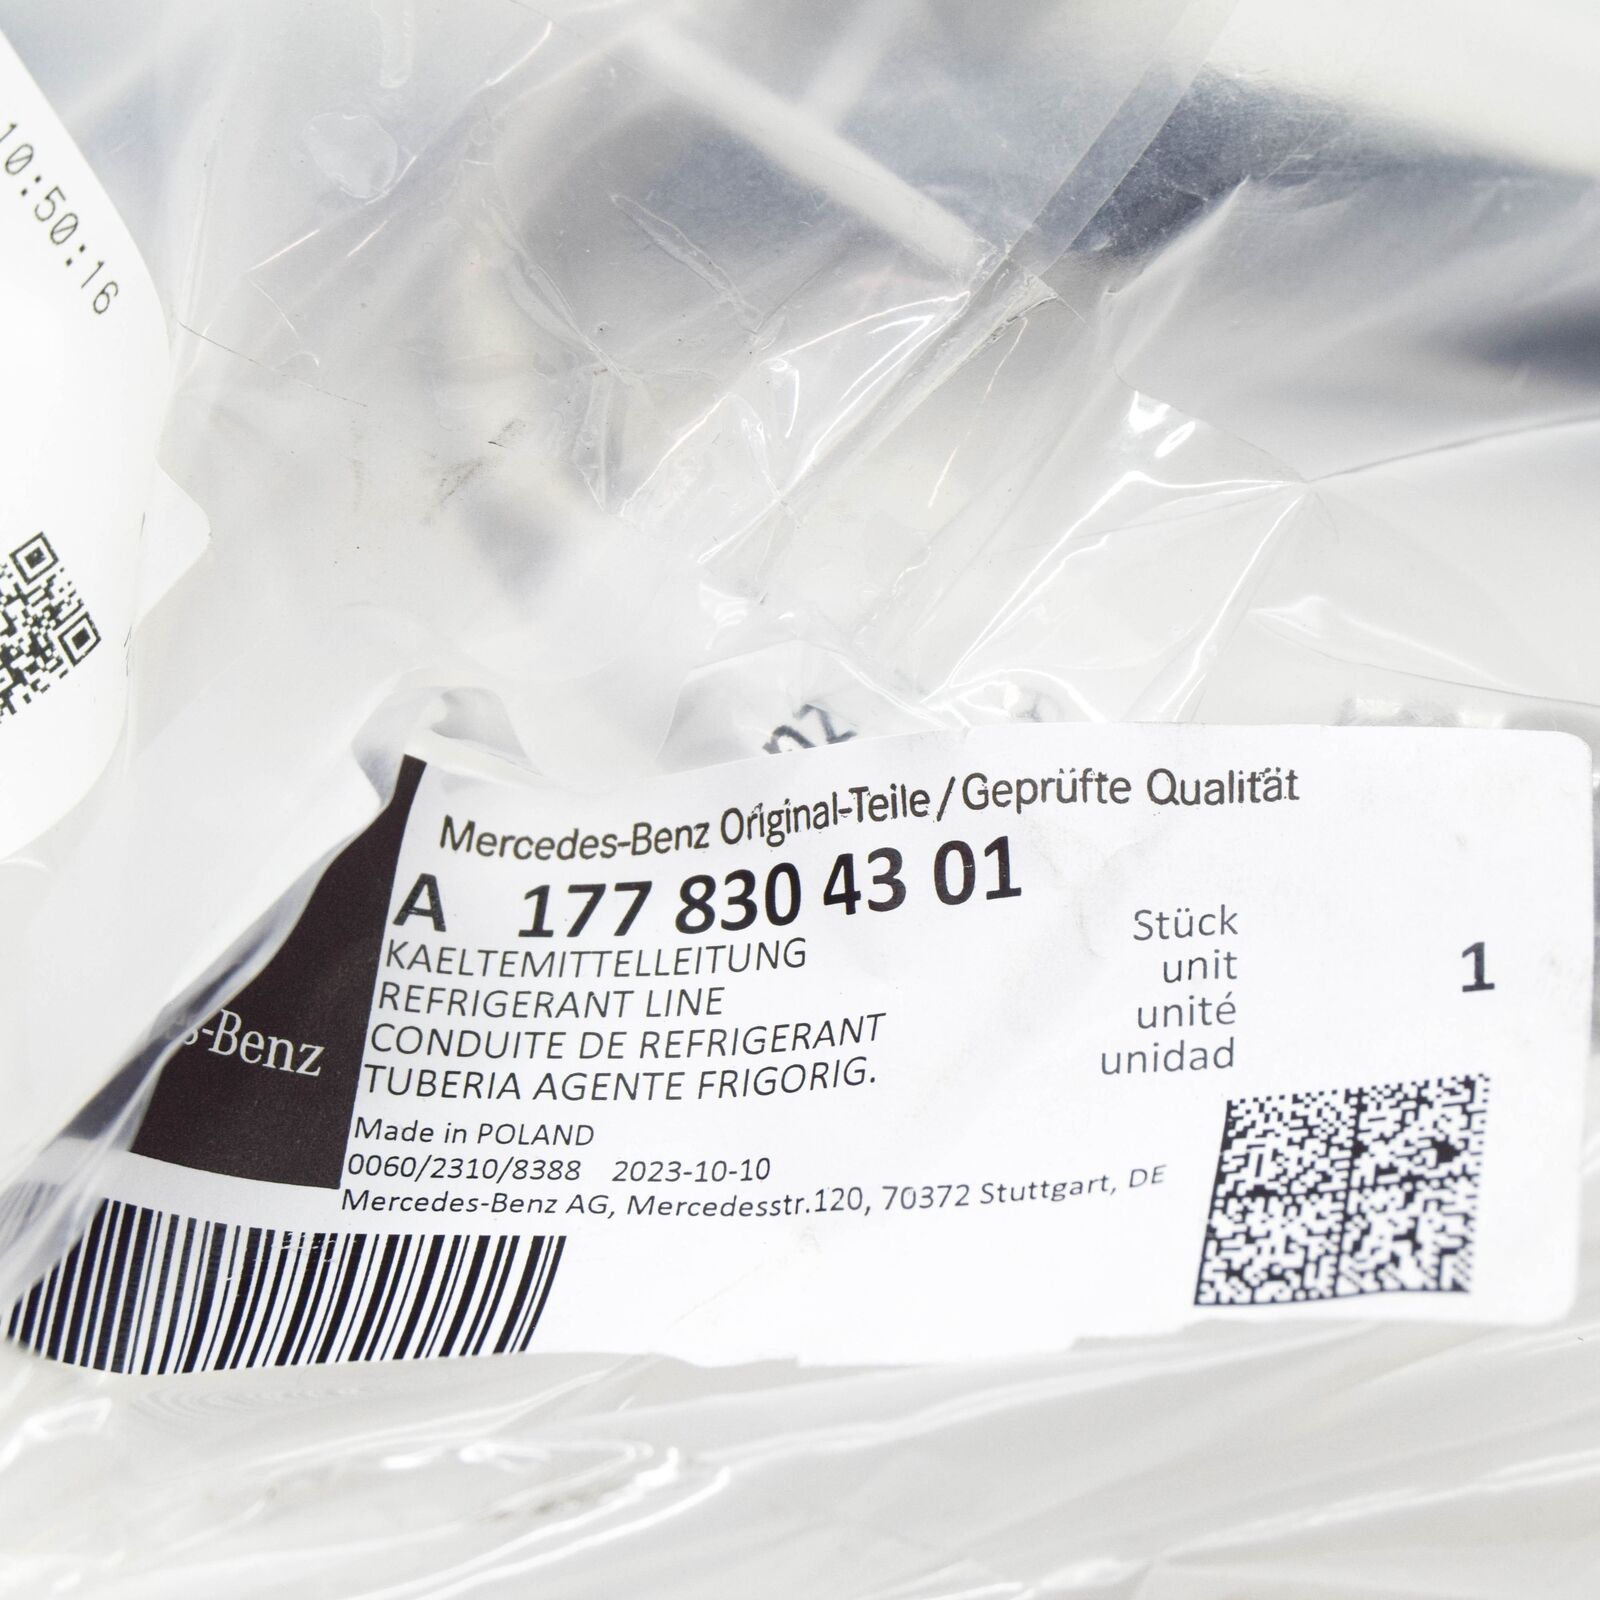 10:50:16
nz
Mercedes-Benz Original-Teile/Geprüfte Qualität
A 177 830 43 01
KAELTEMITTELLEITUNG
REFRIGERANT LINE
CONDUITE DE REFRIGERANT
TUBERIA AGENTE FRIGORIG.
Stück
unit
unité
unidad
1
s-Benz
Made in POLAND
0060/2310/8388 2023-10-10
Mercedes-Benz AG, Mercedesstr.120, 70372 Stuttgart, DE